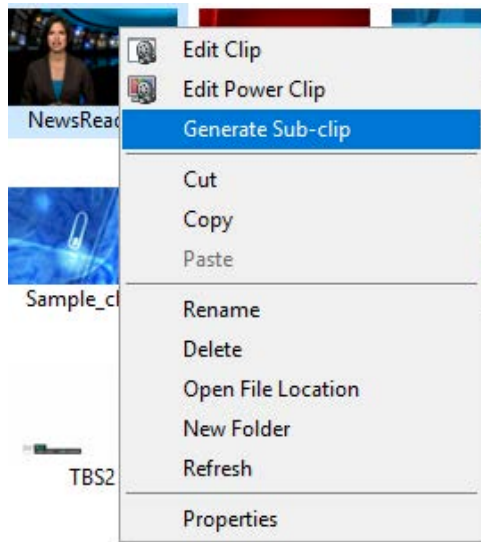 Edit Clip
Edit Power Clip
NewsRead
Generate Sub-clip
Cut
Copy
Paste
Sample_cl
Rename
Delete
Open File Location
New Folder
Refresh
TBS2
Properties